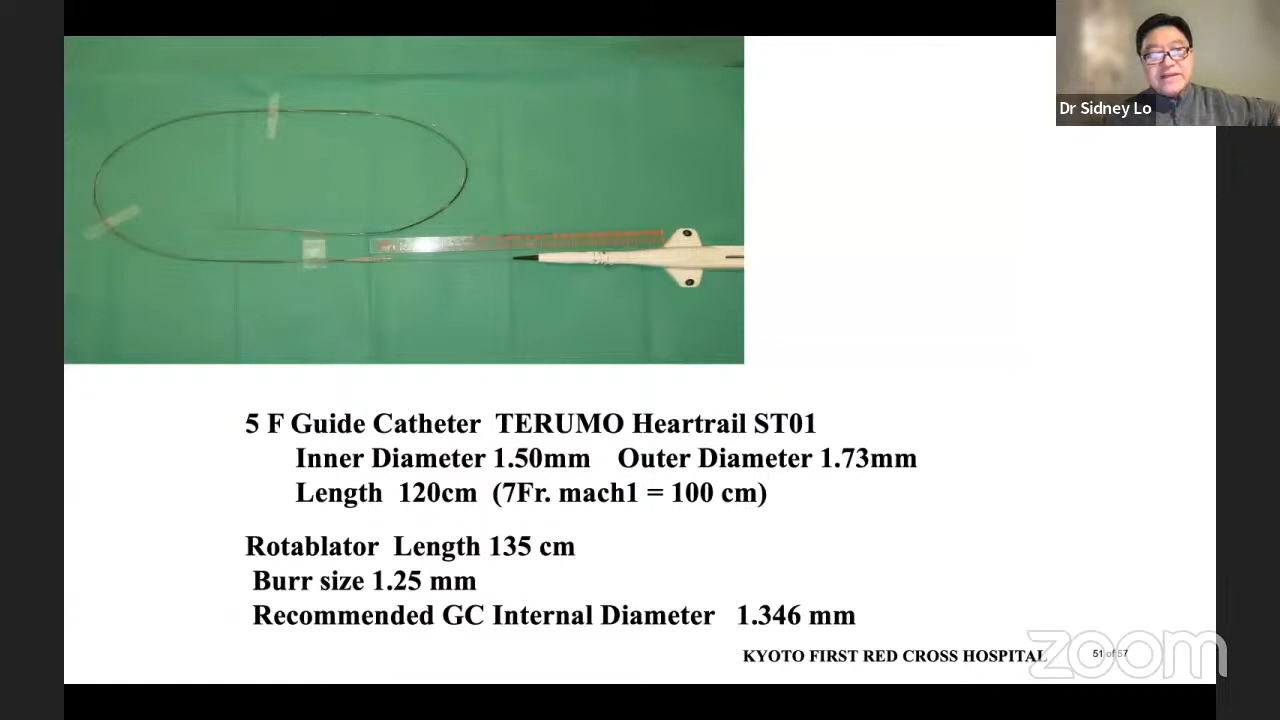 Dr Sidney Lo
5 F Guide Catheter TERUMO Heartrail ST01
Inner Diameter 1.50mm Outer Diameter 1.73mm
Length 120cm (7Fr. mach1 = 100 cm)
Rotablator Length 135 cm
Burr size 1.25 mm
Recommended GC Internal Diameter 1.346 mm
KYOTO FIRST RED CROSS HOSPITAL
51 of 57
zoom